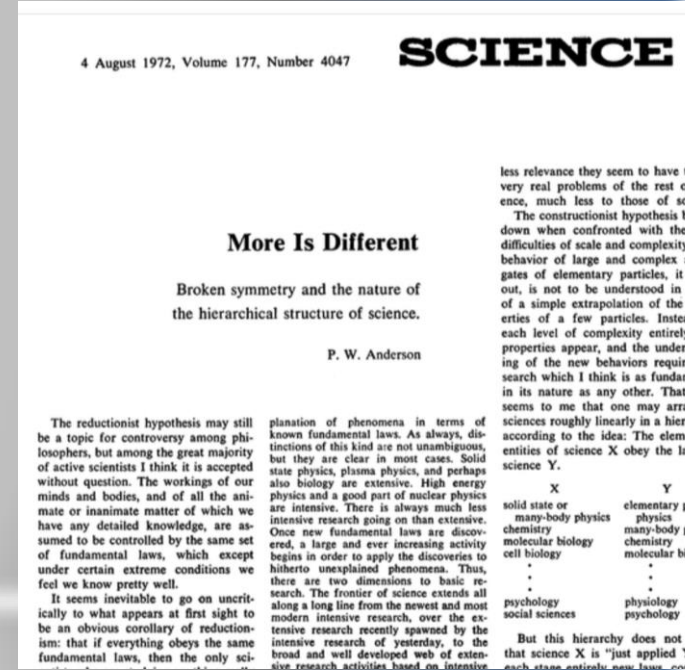 4 August 1972, Volume 177, Number 4047
SCIENCE
More Is Different
Broken symmetry and the nature of
the hierarchical structure of science.
P. W. Anderson
The reductionist hypothesis may still
be a topic for controversy among phi-
losophers, but among the great majority
of active scientists I think it is accepted
without question. The workings of our
minds and bodies, and of all the ani-
mate or inanimate matter of which we
have any detailed knowledge, are as-
sumed to be controlled by the same set
of fundamental laws, which except
under certain extreme conditions we
feel we know pretty well.
It seems inevitable to go on uncrit-
ically to what appears at first sight to
be an obvious corollary of reduction-
ism: that if everything obeys the same
fundamental laws, then the only sci-
planation of phenomena in terms of
known fundamental laws. As always, dis-
tinctions of this kind are not unambiguous,
but they are clear in most cases. Solid
state physics, plasma physics, and perhaps
also biology are extensive. High energy
physics and a good part of nuclear physics
are intensive. There is always much less
intensive research going on than extensive.
Once new fundamental laws are discov-
ered, a large and ever increasing activity
begins in order to apply the discoveries to
hitherto unexplained phenomena. Thus,
there are two dimensions to basic re-
search. The frontier of science extends all
along a long line from the newest and most
modern intensive research, over the ex-
tensive research recently spawned by the
intensive research of yesterday, to the
broad and well developed web of exten-
sive research activities based on intensive
less relevance they seem to have
very real problems of the rest
ence, much less to those of
The constructionist hypothesis
down when confronted with the
difficulties of scale and complexity
behavior of large and complex
gates of elementary particles, it
out, is not to be understood in
of a simple extrapolation of the
erties of a few particles. Inste
each level of complexity entirel
properties appear, and the under
ing of the new behaviors requir
search which I think is as fundar
in its nature as any other. That
seems to me that one may arra
sciences roughly linearly in a hier
according to the idea: The elem
entities of science X obey the la
science Y.
X Y
solid state or elementary
many-body physics physics
chemistry many-body
molecular biology chemistry
cell biology molecular bi
psychology physiology
social sciences psychology
But this hierarchy does not
that science X is "just applied
each stage entirely new laws,